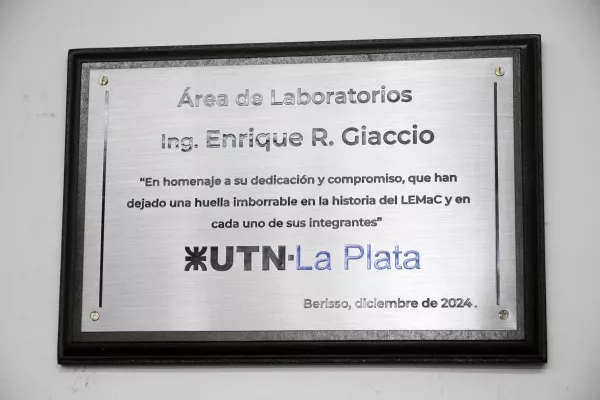 Área de Laboratorios
Ing. Enrique R. Giaccio
“En homenaje a su dedicación y compromiso, que han
dejado una huella imborrable en la historia del LEMaC y en
cada uno de sus integrantes”
UTN·La Plata
Berisso, diciembre de 2024.